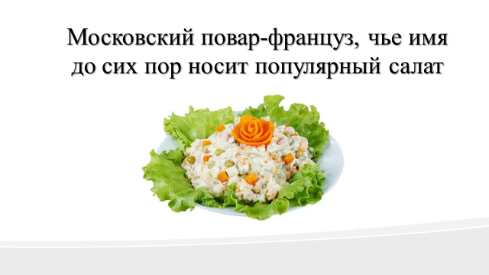 Московский повар-француз, чье имя
до сих пор носит популярный салат